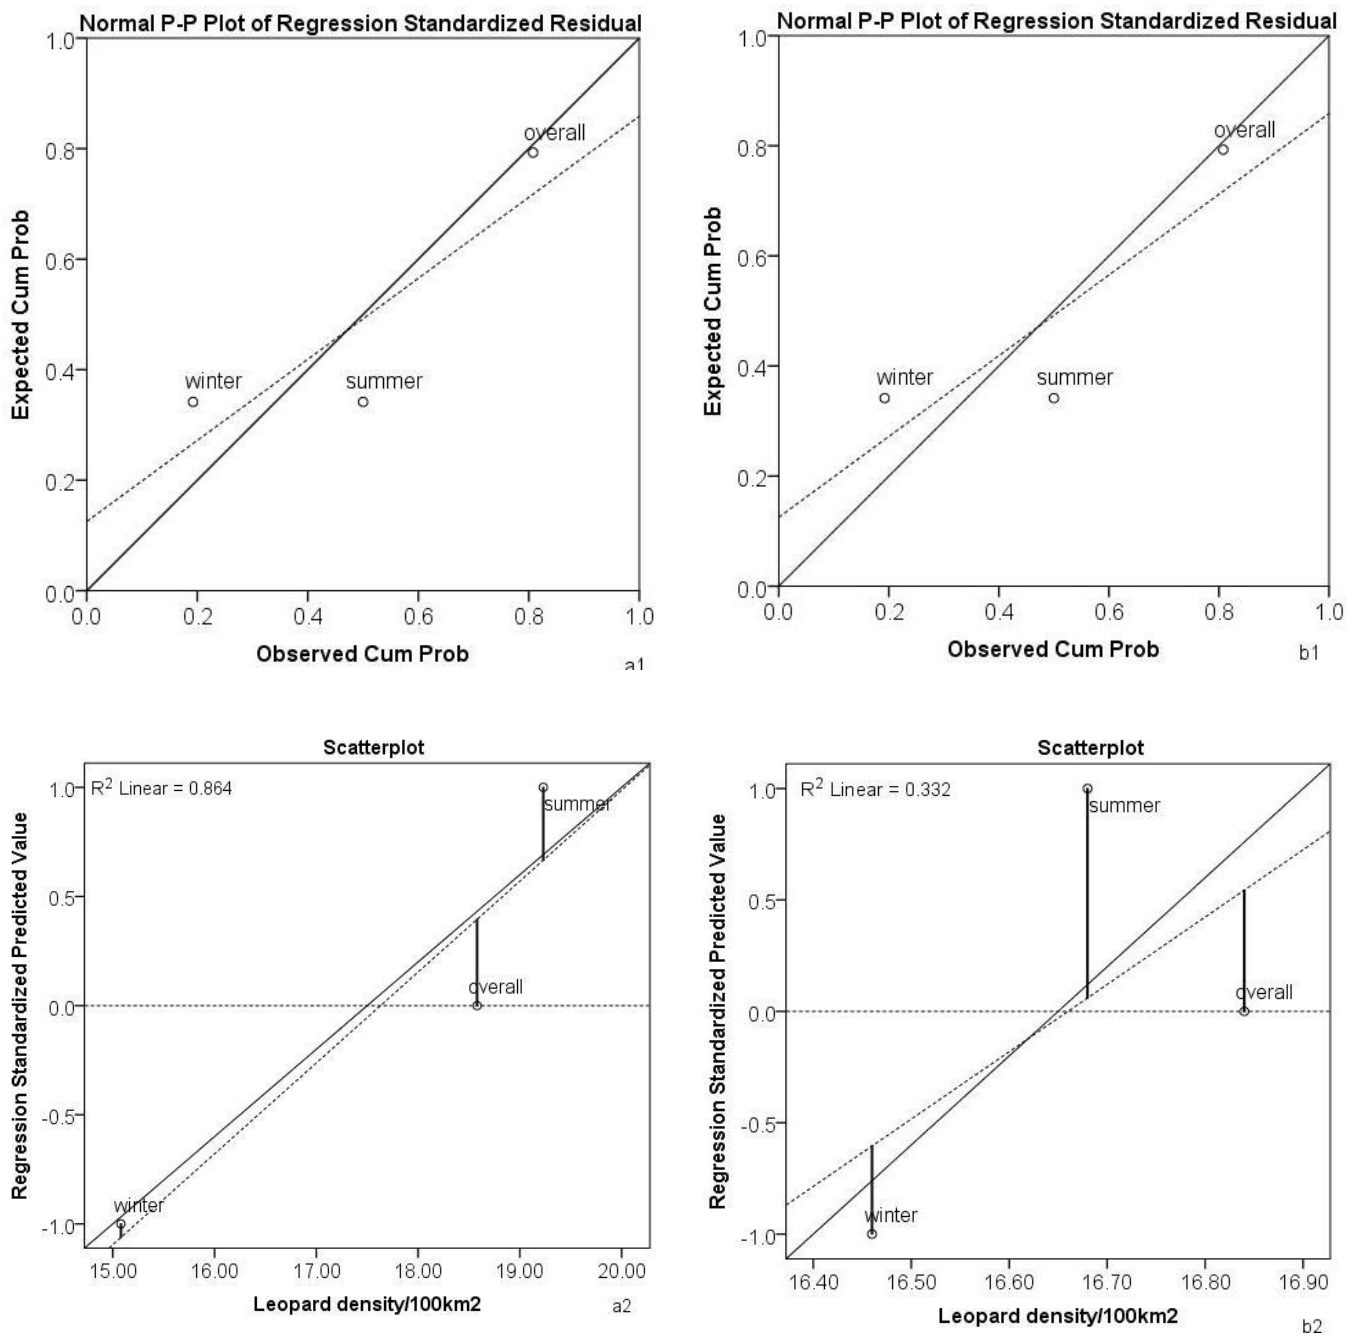 Normal P-P Plot of Regression Standardized Residual
1.0
0.8
0.6
0.4
0.2
0.0
Expected Cum Prob
overall
winter
summer
0.0 0.2 0.4 0.6 0.8 1.0
Observed Cum Prob
a1
Normal P-P Plot of Regression Standardized Residual
1.0
0.8
0.6
0.4
0.2
0.0
Expected Cum Prob
overall
winter
summer
0.0 0.2 0.4 0.6 0.8 1.0
Observed Cum Prob
b1
Scatterplot
R² Linear = 0.864
1.0
0.5
0.0
-0.5
-1.0
Regression Standardized Predicted Value
summer
overall
winter
15.00 16.00 17.00 18.00 19.00 20.00
Leopard density/100km2
a2
Scatterplot
R² Linear = 0.332
1.0
0.5
0.0
-0.5
-1.0
Regression Standardized Predicted Value
summer
overall
winter
16.40 16.50 16.60 16.70 16.80 16.90
Leopard density/100km2
b2